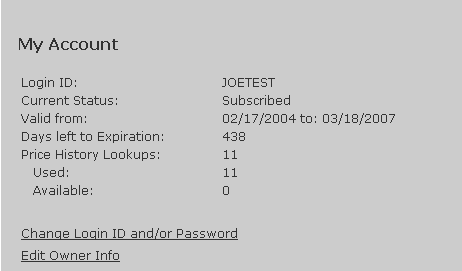 My Account
Login ID: JOETEST
Current Status: Subscribed
Valid from: 02/17/2004 to: 03/18/2007
Days left to Expiration: 438
Price History Lookups: 11
Used: 11
Available: 0
Change Login ID and/or Password
Edit Owner Info